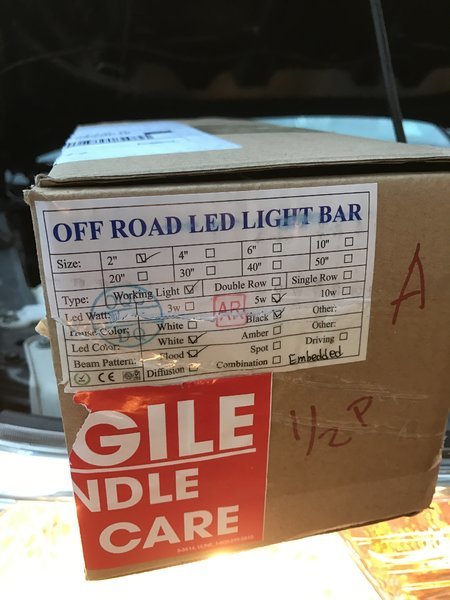 OFF ROAD LED LIGHT BAR
Size: 2" 4" 6" 10"
20" 30" 40" 50"
Type: Working Light Double Row Single Row
Led Watt: 3w 5w 10w
House Color: White Black Other:
Led Color: White Amber Other:
Beam Pattern: Flood Spot Driving
Diffusion Combination Embedded
CE
AR
A
1/2 P
GILE
NDLE
CARE